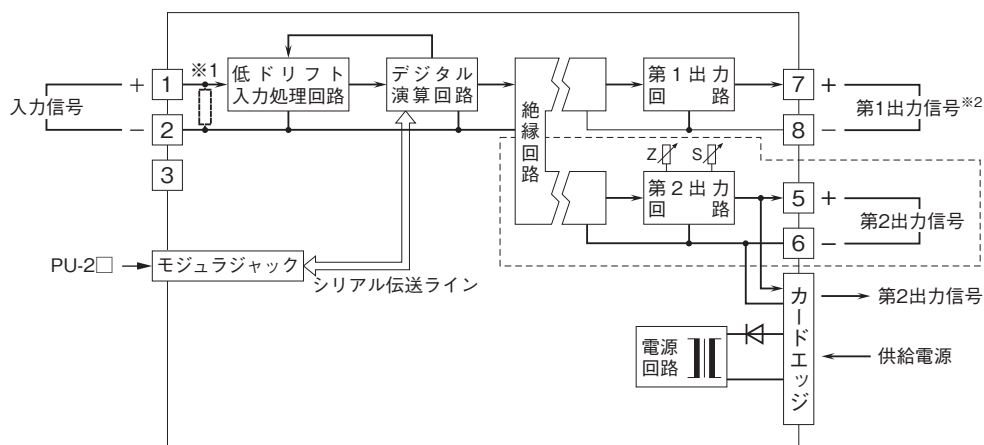 ※1
1
2
3
+
−
入力信号
低ドリフト
入力処理回路
デジタル
演算回路
絶縁回路
第1出力
回路
7
8
+
−
第1出力信号※2
Z
S
第2出力
回路
5
6
+
−
第2出力信号
PU-2□
モジュラジャック
シリアル伝送ライン
電源
回路
カードエッジ
第2出力信号
供給電源